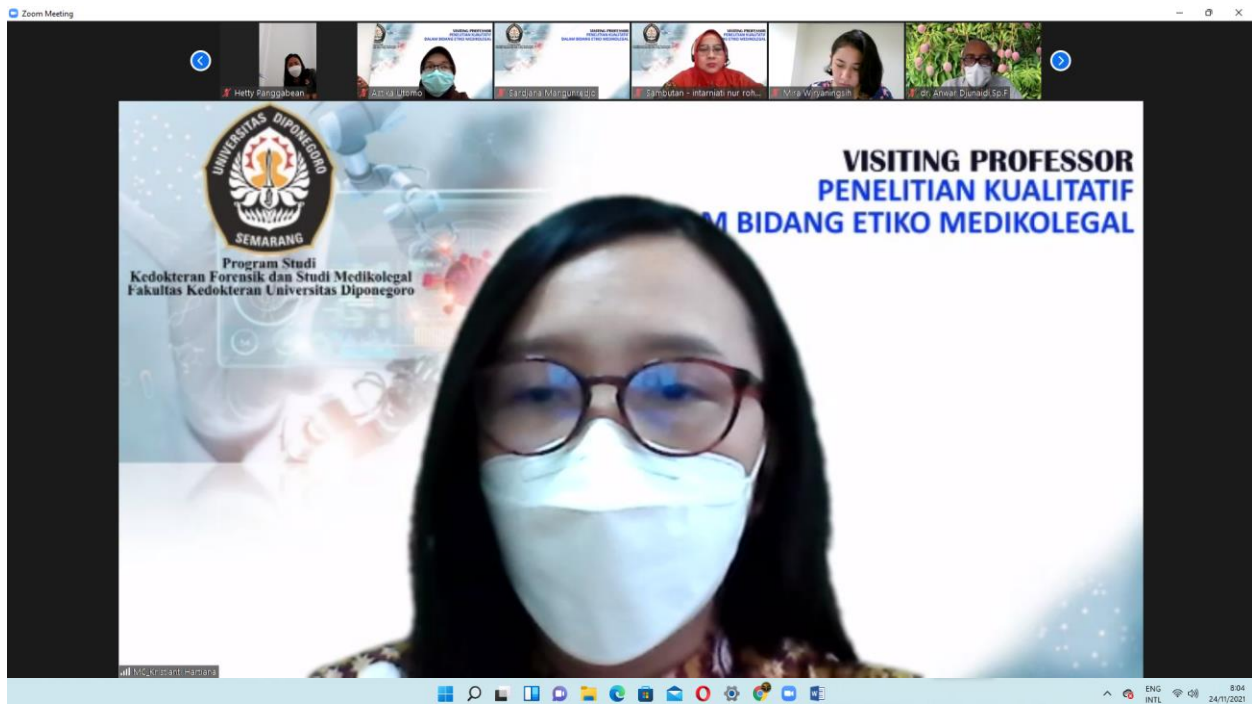 Zoom Meeting
Hetty Panggabean
Astika Utomo
Sardjana Mangunredjo
Sambutan - intarniati nur roh...
Mira Wiryaningsih
dr. Anwar Djunaidi,Sp.F
UNIVERSITAS DIPONEGORO
SEMARANG
Program Studi
Kedokteran Forensik dan Studi Medikolegal
Fakultas Kedokteran Universitas Diponegoro
VISITING PROFESSOR
PENELITIAN KUALITATIF
M BIDANG ETIKO MEDIKOLEGAL
MC_Kristianti Hartiana
ENG
INTL
8:04
24/11/2021